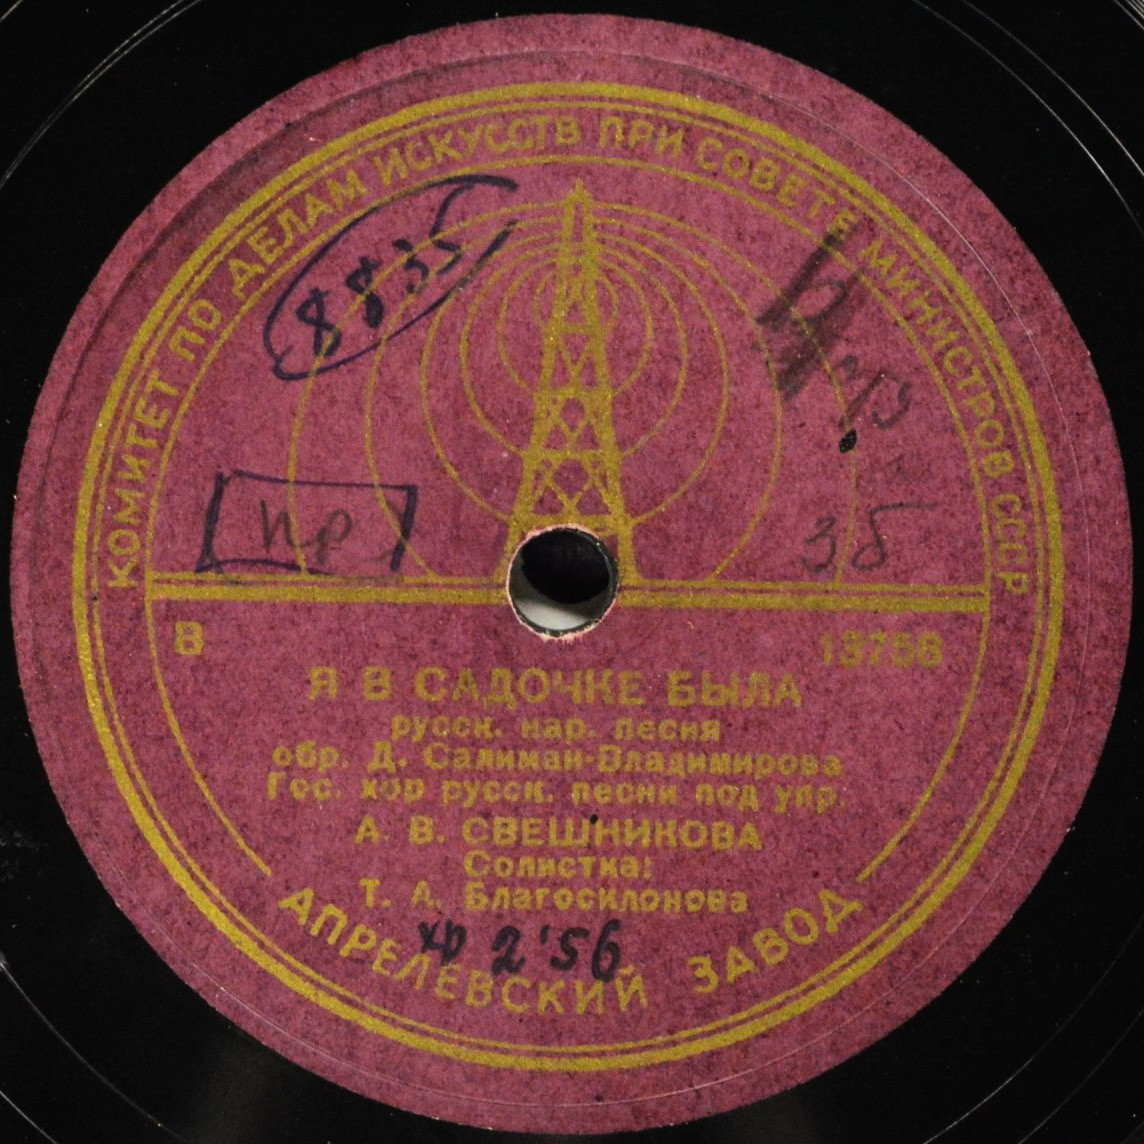 КОМИТЕТ ПО ДЕЛАМ ИСКУССТВ ПРИ СОВЕТЕ МИНИСТРОВ СССР
8835
пр
35
В 13758
Я В САДОЧКЕ БЫЛА
русск. нар. песня
обр. Д. Салиман-Владимирова
Гос. хор русск. песни под упр.
А. В. СВЕШНИКОВА
Солистка:
Т. А. Благосклонова
хр 2'56
АПРЕЛЕВСКИЙ ЗАВОД